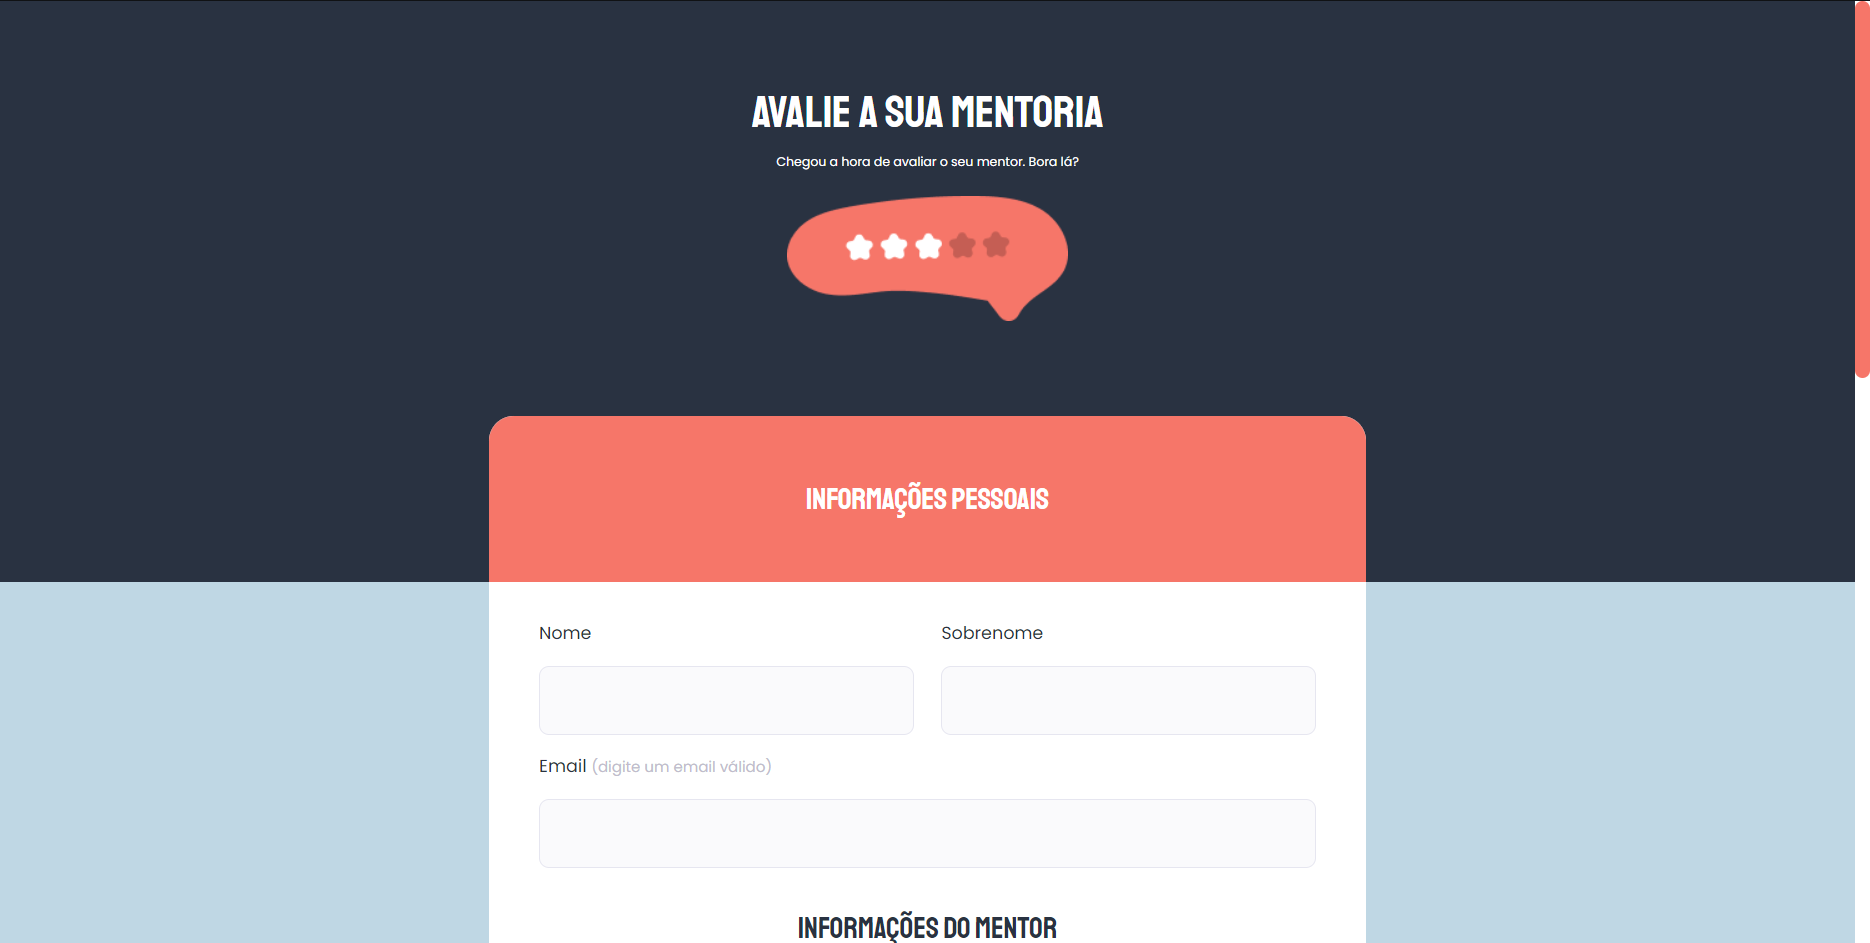 AVALIE A SUA MENTORIA
Chegou a hora de avaliar o seu mentor. Bora lá?
INFORMAÇÕES PESSOAIS
Nome
Sobrenome
Email (digite um email válido)
INFORMAÇÕES DO MENTOR